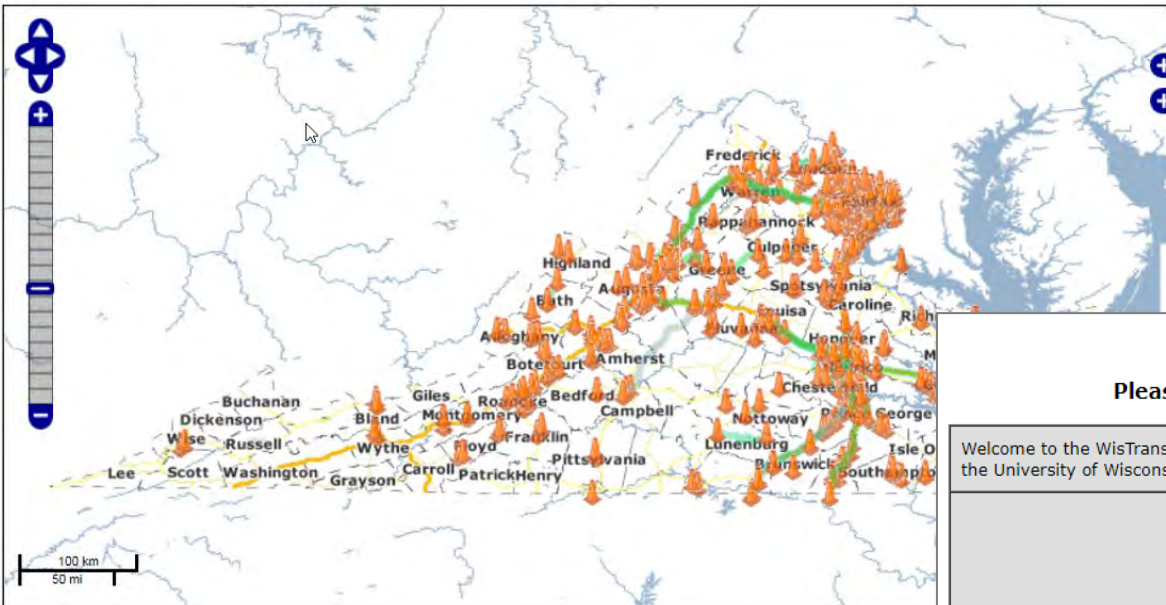 Frederick
Warren
Rappahannock
Culpeper
Highland
Greene
Augusta
Spotsylvania
Bath
Caroline
Louisa
Rich
Fluvanna
Alleghany
Hanover
Amherst
Botetourt
M
Henrico
Pleas
Chesterfield
Giles
Bedford
Buchanan
Roanoke
Campbell
Dickenson
Bland
Montgomery
Nottoway
Prince George
Wise
Russell
Wythe
Floyd
Franklin
Lunenburg
Isle O
Welcome to the WisTrans
Pittsylvania
the University of Wiscons
Lee
Scott
Washington
Carroll
Patrick
Henry
Brunswick
Southampto
Grayson
100 km
50 mi